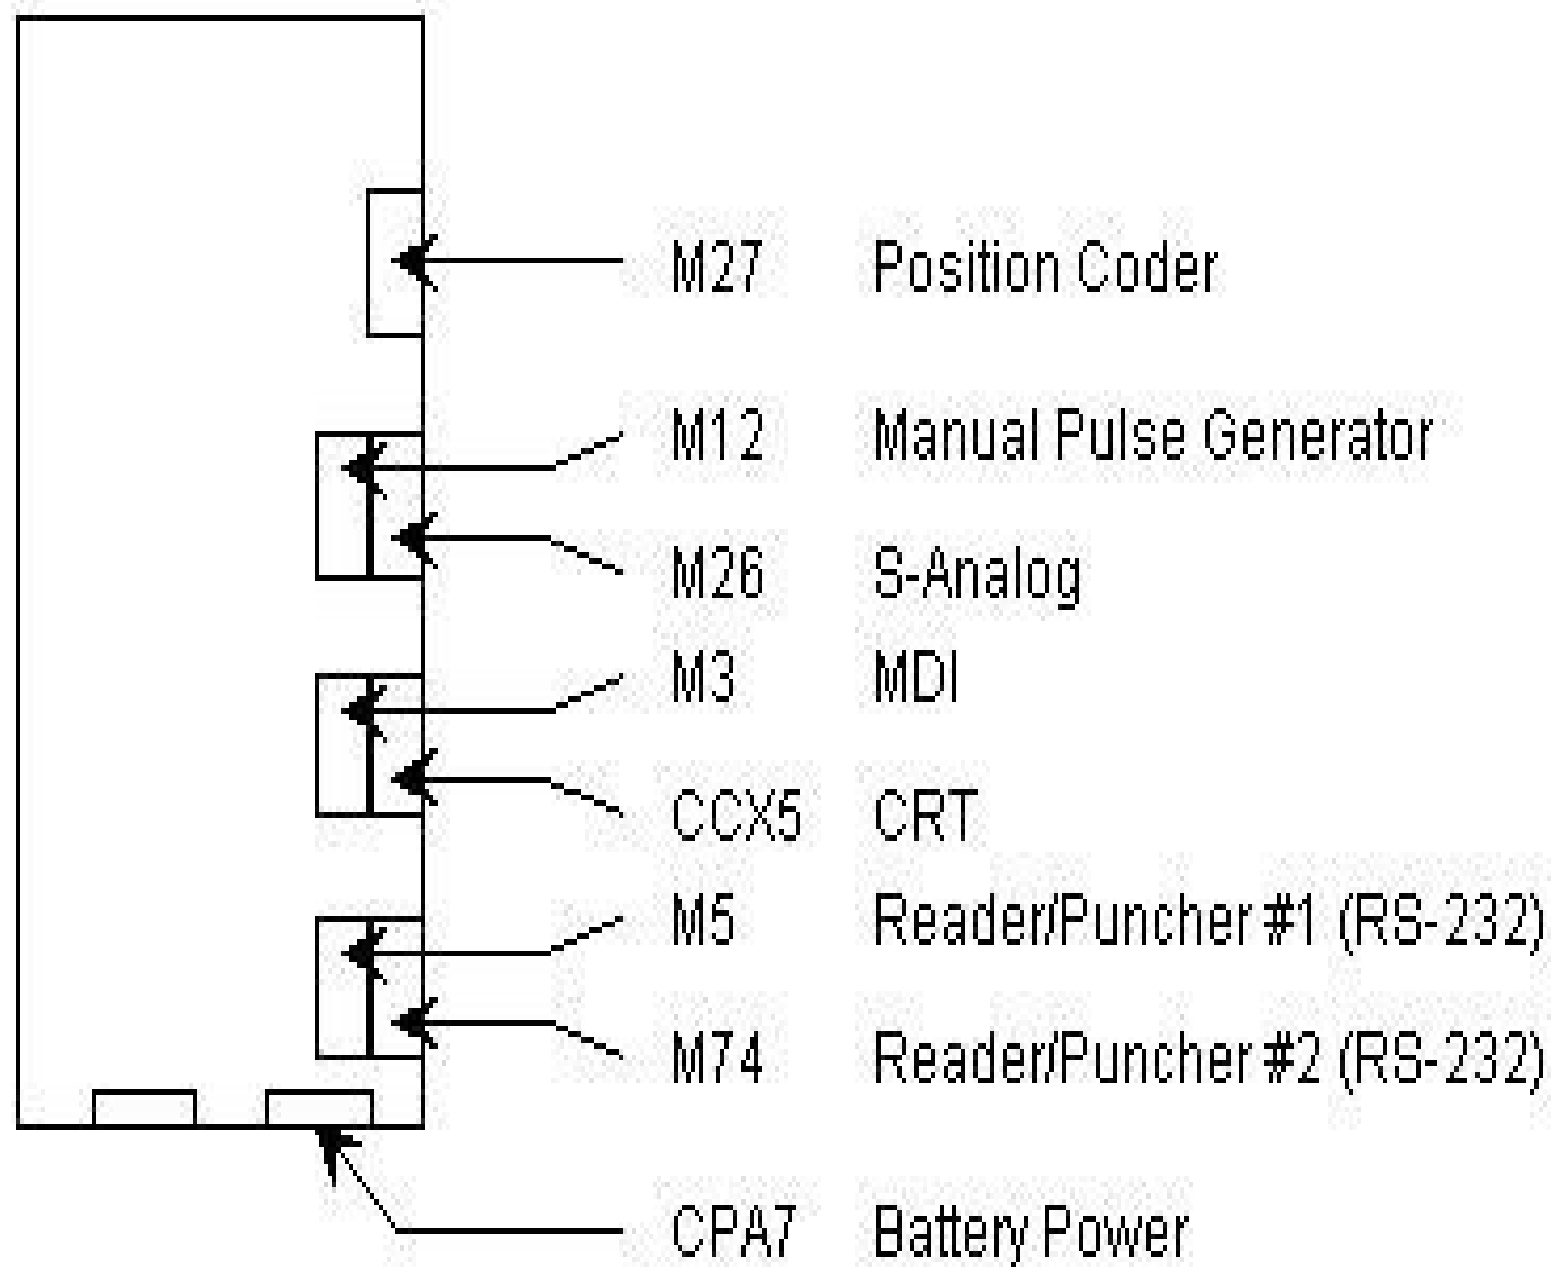 M27 Position Coder
M12 Manual Pulse Generator
M26 S-Analog
M3 MDI
CCX5 CRT
M5 Reader/Puncher #1 (RS-232)
M74 Reader/Puncher #2 (RS-232)
CPA7 Battery Power